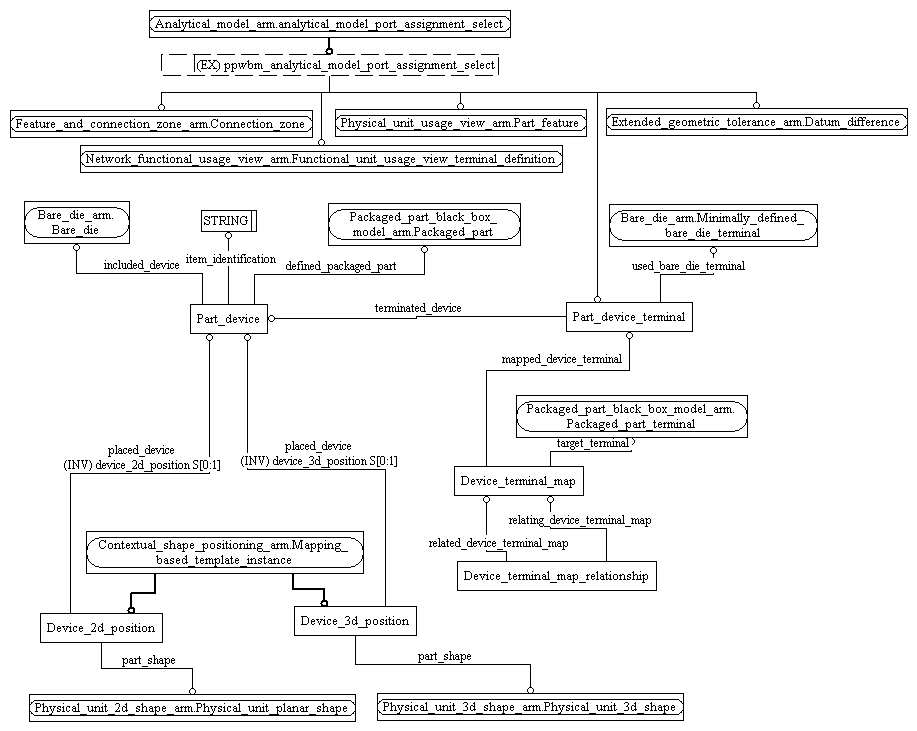 Analytical_model_arm.analytical_model_port_assignment_select
(EX) ppwbm_analytical_model_port_assignment_select
Feature_and_connection_zone_arm.Connection_zone
Physical_unit_usage_view_arm.Part_feature
Extended_geometric_tolerance_arm.Datum_difference
Network_functional_usage_view_arm.Functional_unit_usage_view_terminal_definition
Bare_die_arm.
Bare_die
STRING
Packaged_part_black_box_
model_arm.Packaged_part
Bare_die_arm.Minimally_defined_
bare_die_terminal
included_device
item_identification
defined_packaged_part
used_bare_die_terminal
Part_device
terminated_device
Part_device_terminal
mapped_device_terminal
Packaged_part_black_box_model_arm.
Packaged_part_terminal
target_terminal
placed_device
(INV) device_2d_position S[0:1]
placed_device
(INV) device_3d_position S[0:1]
Device_terminal_map
relating_device_terminal_map
related_device_terminal_map
Contextual_shape_positioning_arm.Mapping_
based_template_instance
Device_terminal_map_relationship
Device_2d_position
Device_3d_position
part_shape
part_shape
Physical_unit_2d_shape_arm.Physical_unit_planar_shape
Physical_unit_3d_shape_arm.Physical_unit_3d_shape